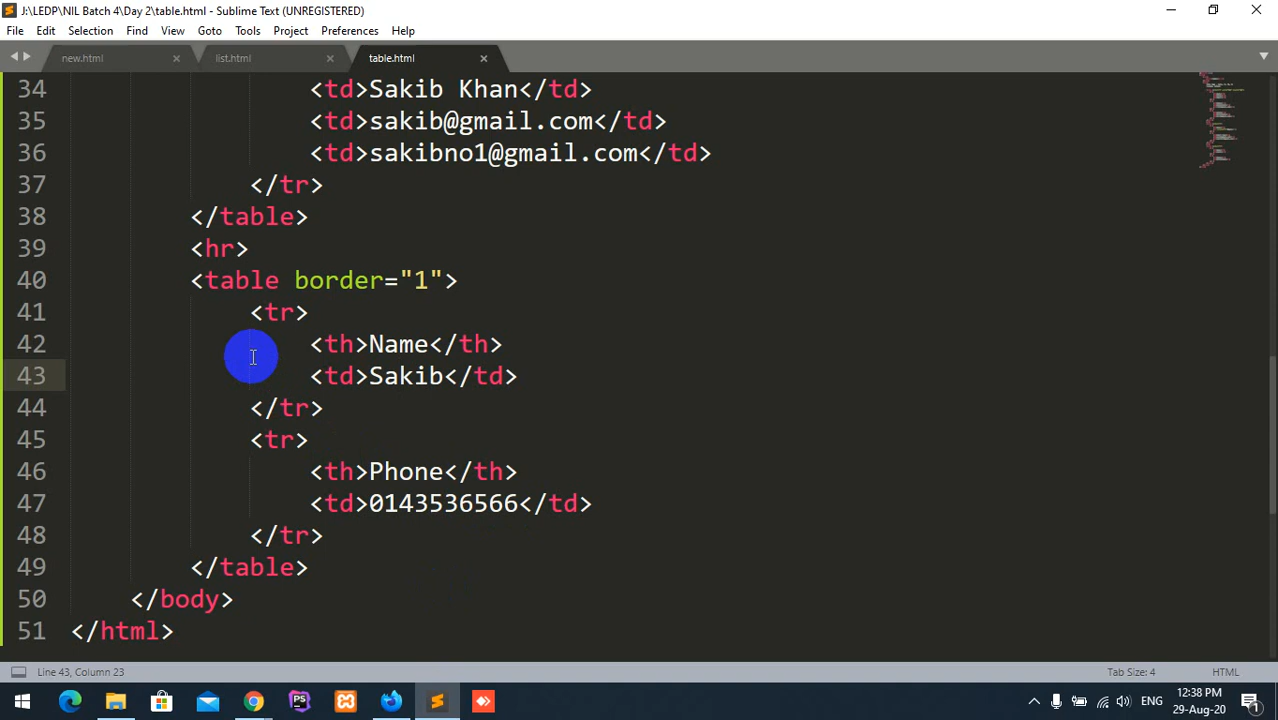 J:\LEDP\NIL Batch 4\Day 2\table.html - Sublime Text (UNREGISTERED)
File Edit Selection Find View Goto Tools Project Preferences Help
new.html list.html table.html
34 <td>Sakib Khan</td>
35 <td>sakib@gmail.com</td>
36 <td>sakibno1@gmail.com</td>
37 </tr>
38 </table>
39 <hr>
40 <table border="1">
41 <tr>
42 <th>Name</th>
43 <td>Sakib</td>
44 </tr>
45 <tr>
46 <th>Phone</th>
47 <td>0143536566</td>
48 </tr>
49 </table>
50 </body>
51 </html>
Line 43, Column 23 Tab Size: 4 HTML
PS
ENG
12:38 PM
29-Aug-20
1